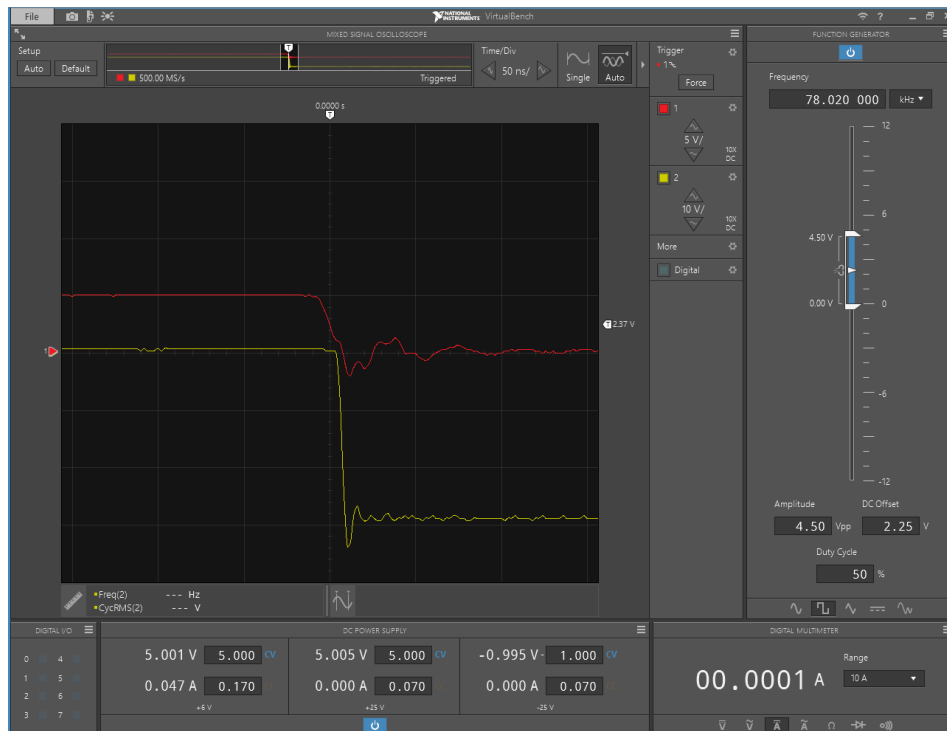 File
NATIONAL INSTRUMENTS VirtualBench
?
MIXED SIGNAL OSCILLOSCOPE
Setup
Auto Default
T
500.00 MS/s Triggered
Time/Div
50 ns/
Single Auto
Trigger
1
Force
0.0000 s
T
1
T 2.37 V
1
5 V/
10X
DC
2
10 V/
10X
DC
More
Digital
Freq(2) --- Hz
CycRMS(2) --- V
FUNCTION GENERATOR
Frequency
78.020 000 kHz
12
6
4.50 V
0.00 V
0
-6
-12
Amplitude DC Offset
4.50 Vpp 2.25 V
Duty Cycle
50 %
DIGITAL I/O
0 4
1 5
2 6
3 7
DC POWER SUPPLY
5.001 V 5.000 CV
0.047 A 0.170
+6 V
5.005 V 5.000 CV
0.000 A 0.070
+25 V
-0.995 V - 1.000 CV
0.000 A 0.070
-25 V
DIGITAL MULTIMETER
00.0001 A
Range
10 A
V V A A Ω